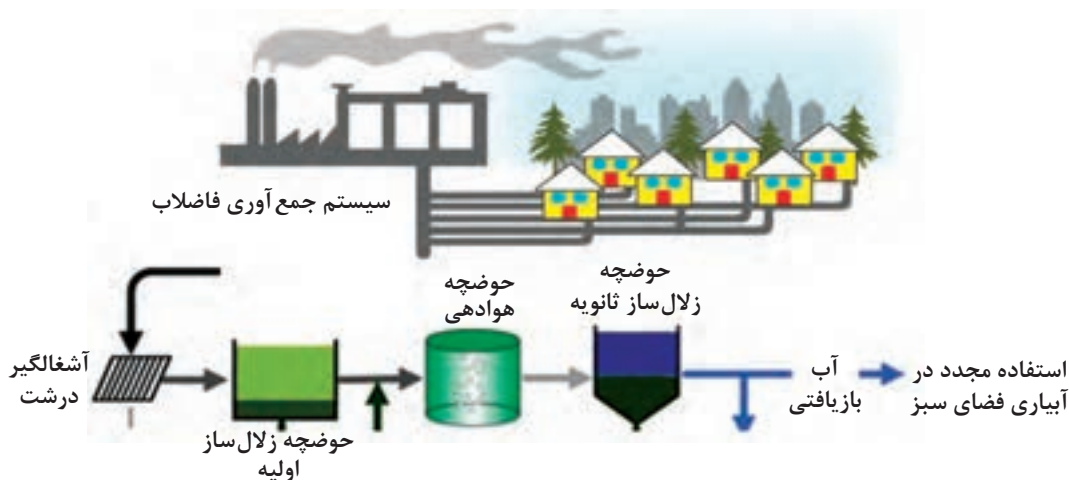 سیستم جمع‌آوری فاضلاب
آشغالگیر
درشت
حوضچه زلال‌ساز
اولیه
حوضچه
هوادهی
حوضچه
زلال‌ساز ثانویه
آب
بازیافتی
استفاده مجدد در
آبیاری فضای سبز